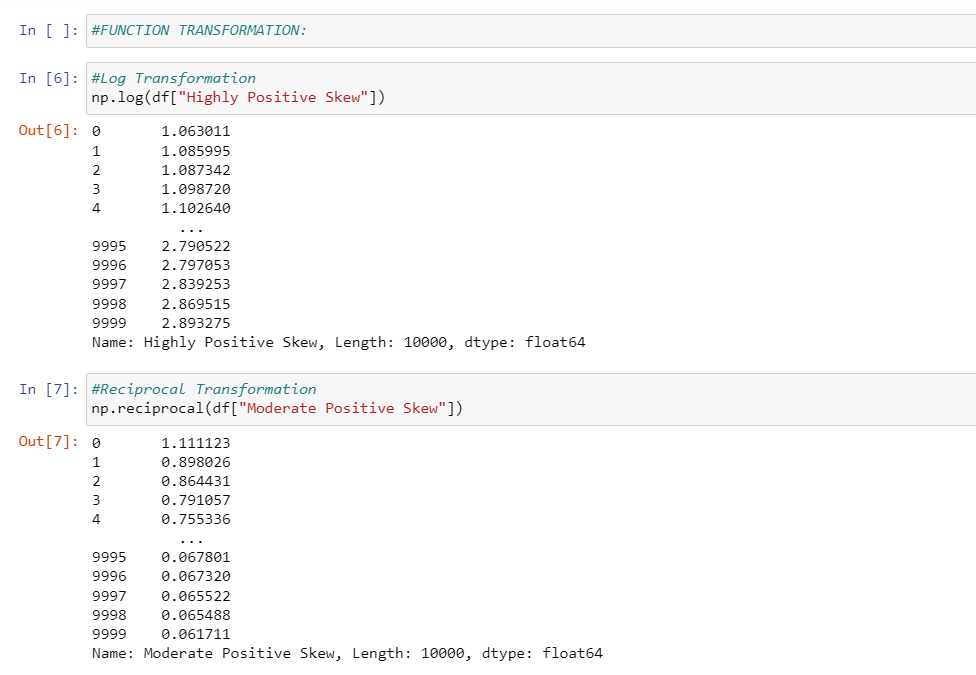 In [ ]: #FUNCTION TRANSFORMATION:
In [6]: #Log Transformation
np.log(df["Highly Positive Skew"])
Out[6]: 0       1.063011
1       1.085995
2       1.087342
3       1.098720
4       1.102640
...
9995    2.790522
9996    2.797053
9997    2.839253
9998    2.869515
9999    2.893275
Name: Highly Positive Skew, Length: 10000, dtype: float64
In [7]: #Reciprocal Transformation
np.reciprocal(df["Moderate Positive Skew"])
Out[7]: 0       1.111123
1       0.898026
2       0.864431
3       0.791057
4       0.755336
...
9995    0.067801
9996    0.067320
9997    0.065522
9998    0.065488
9999    0.061711
Name: Moderate Positive Skew, Length: 10000, dtype: float64